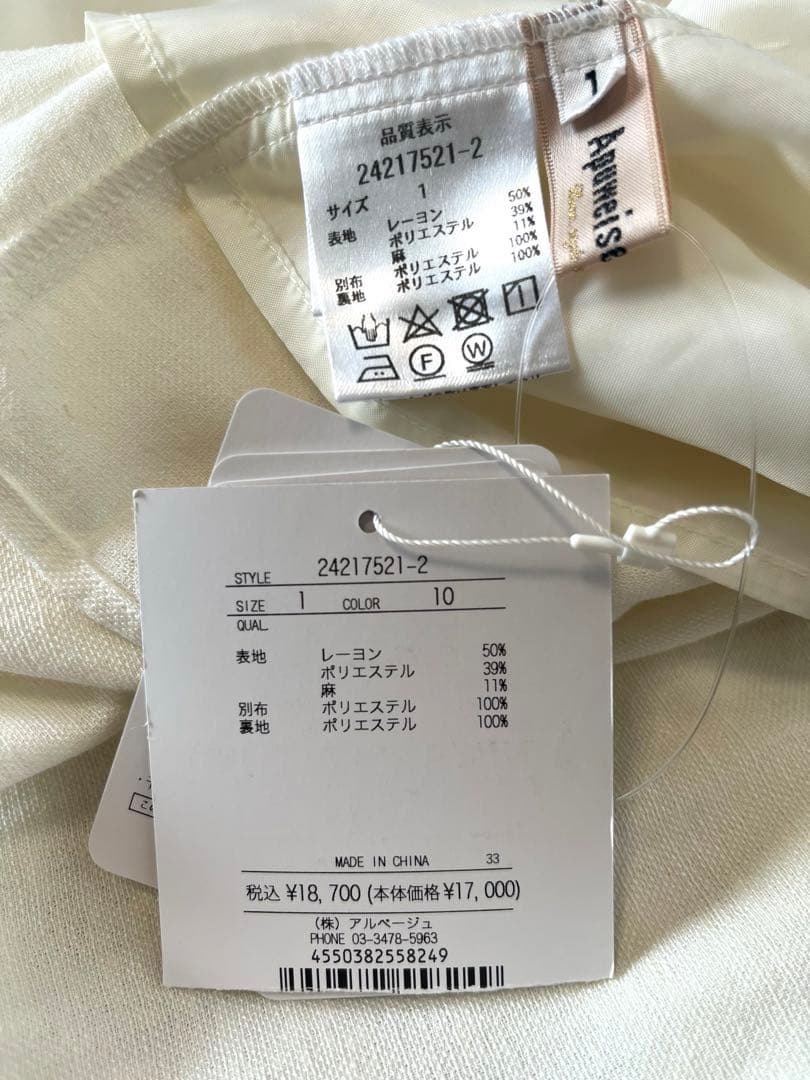 品質表示
24217521-2
サイズ 1
表地 レーヨン 50%
ポリエステル 39%
麻 11%
別布 ポリエステル 100%
裏地 ポリエステル 100%
F
W
1
Apuweiser
STYLE 24217521-2
SIZE 1 COLOR 10
QUAL
表地 レーヨン 50%
ポリエステル 39%
麻 11%
別布 ポリエステル 100%
裏地 ポリエステル 100%
MADE IN CHINA 33
税込 ¥18,700 (本体価格 ¥17,000)
(株) アルページュ
PHONE 03-3478-5963
4550382558249